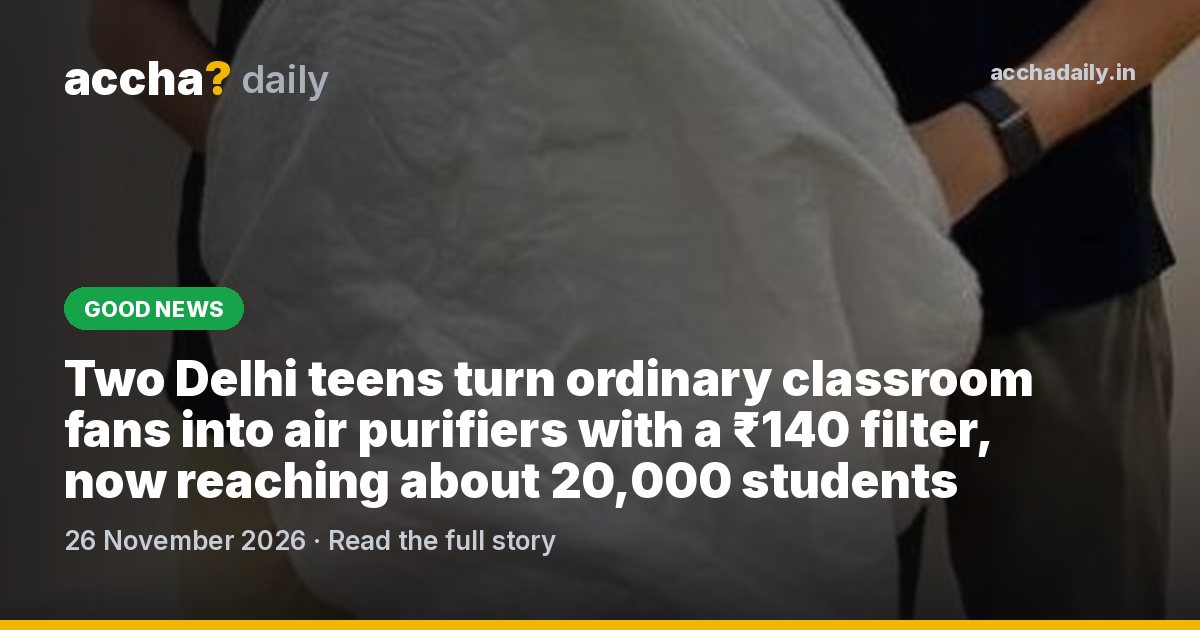 accha? daily
acchadaily.in
GOOD NEWS
Two Delhi teens turn ordinary classroom
fans into air purifiers with a ₹140 filter,
now reaching about 20,000 students
26 November 2026 · Read the full story